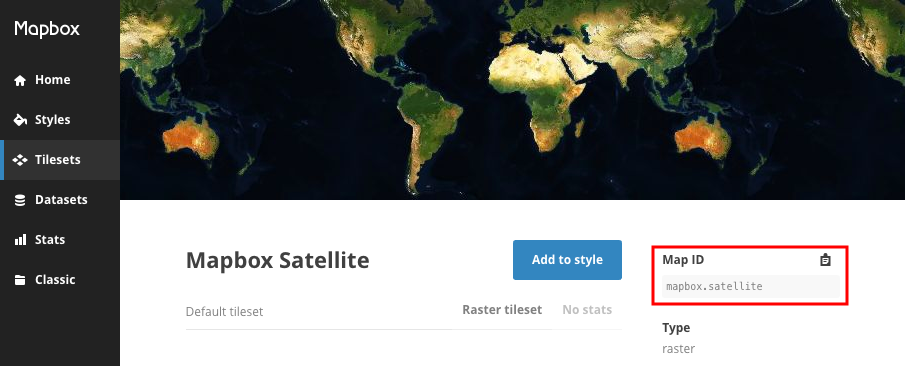 Mapbox
Home
Styles
Tilesets
Datasets
Stats
Classic
Mapbox Satellite
Add to style
Default tileset
Raster tileset
No stats
Map ID
mapbox.satellite
Type
raster